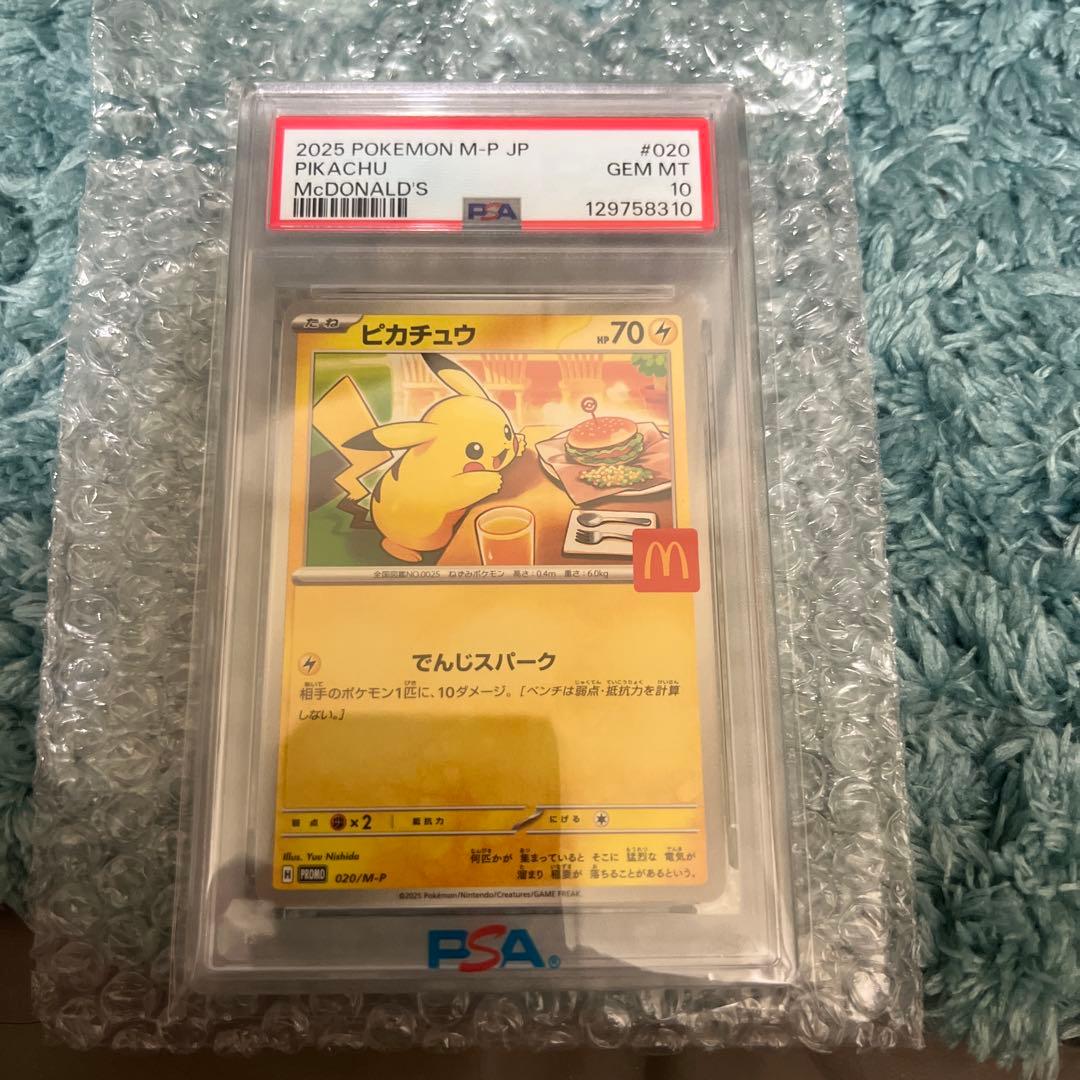 2025 POKEMON M-P JP #020
PIKACHU GEM MT
McDONALD'S 10
PSA 129758310
たね ピカチュウ HP70
全国図鑑NO.0025 ねずみポケモン 高さ:0.4m 重さ:6.0kg
でんじスパーク
相手のポケモン1匹に、10ダメージ。[ベンチは弱点・抵抗力を計算
しない。]
弱点 ×2 抵抗力 にげる
Illus. Yuu Nishida
何匹かが 集まっていると そこに 猛烈な 電気が
溜まり 稲妻が 落ちることがあるという。
H PROMO 020/M-P
©2025 Pokémon/Nintendo/Creatures/GAME FREAK.
PSA®